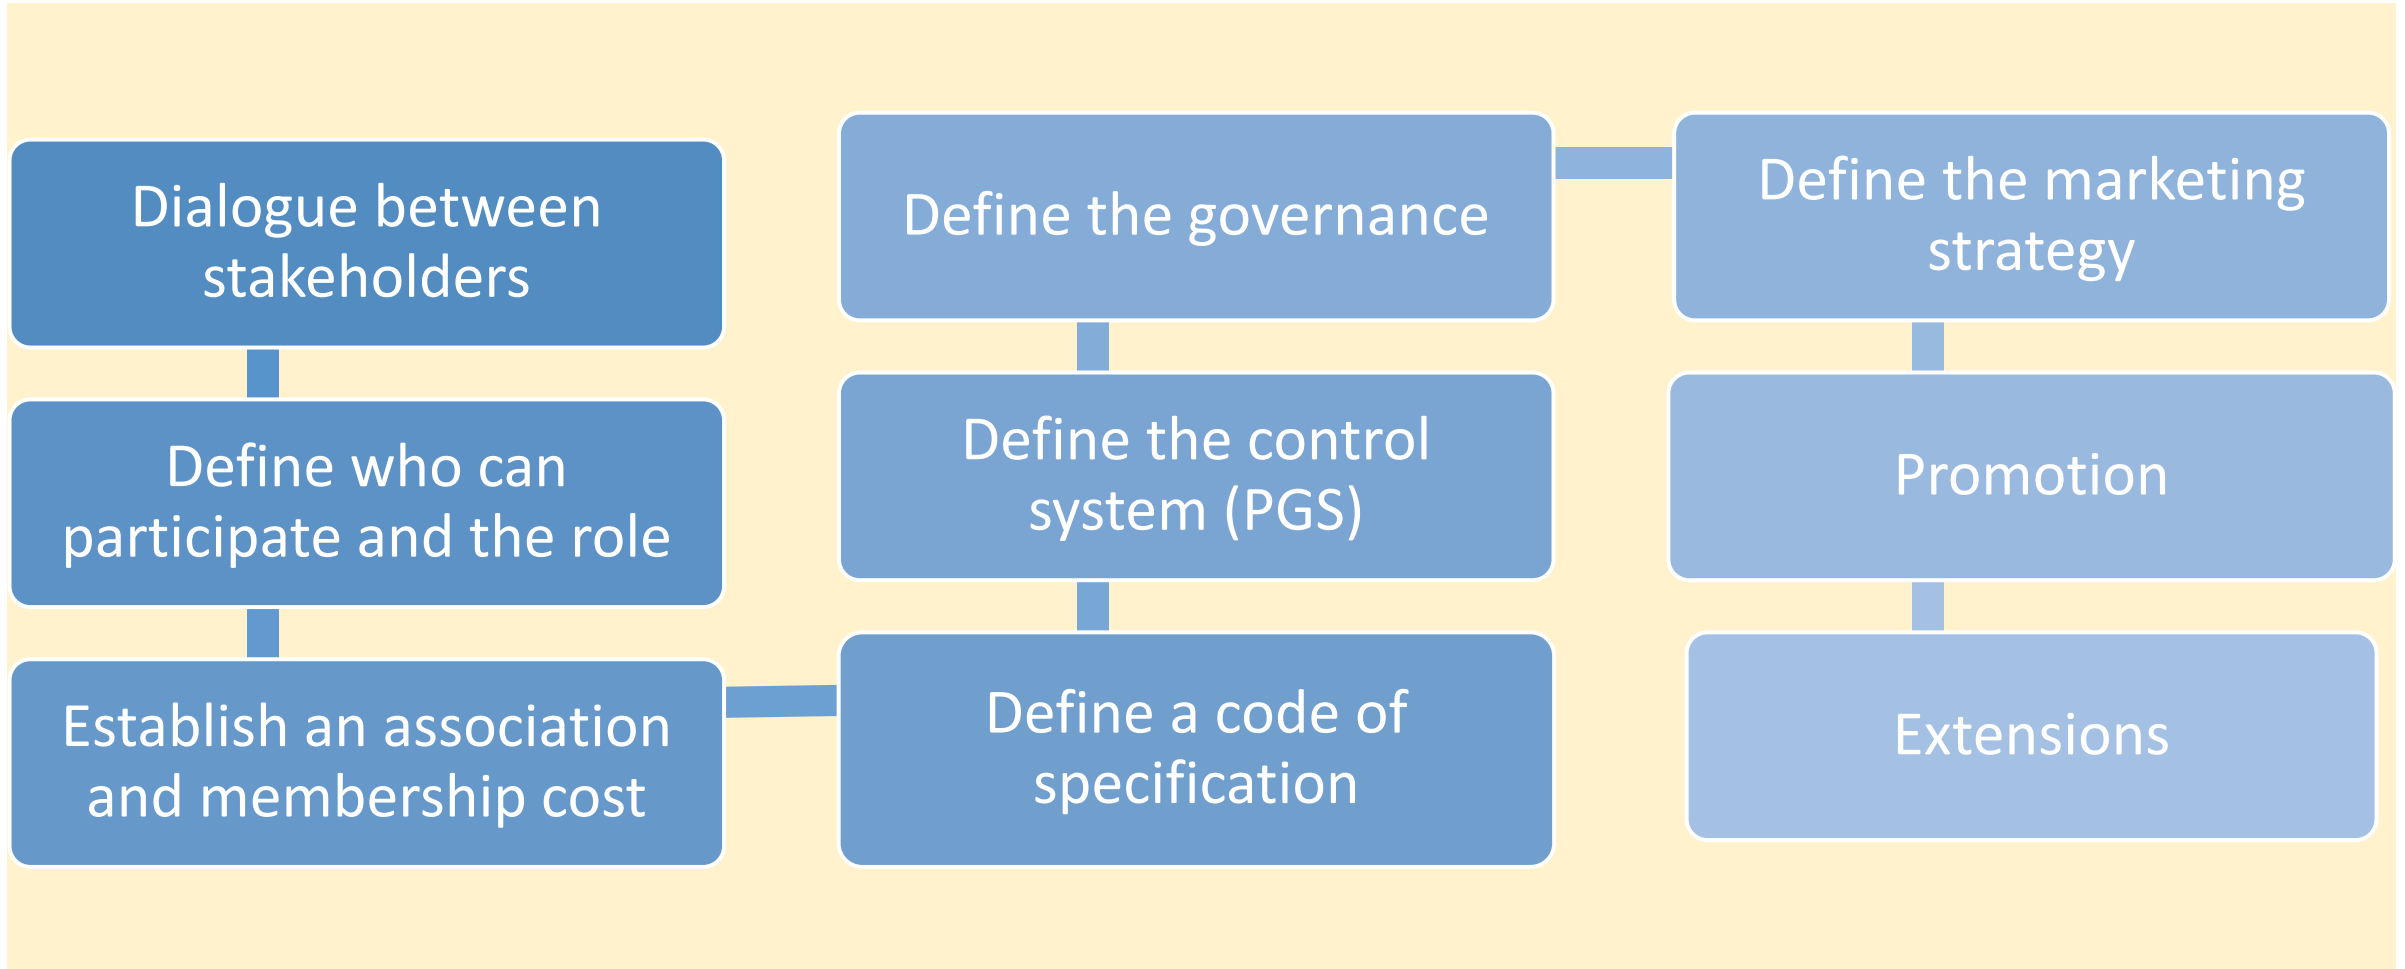 Dialogue between
stakeholders
Define who can
participate and the role
Establish an association
and membership cost
Define a code of
specification
Define the control
system (PGS)
Define the governance
Define the marketing
strategy
Promotion
Extensions